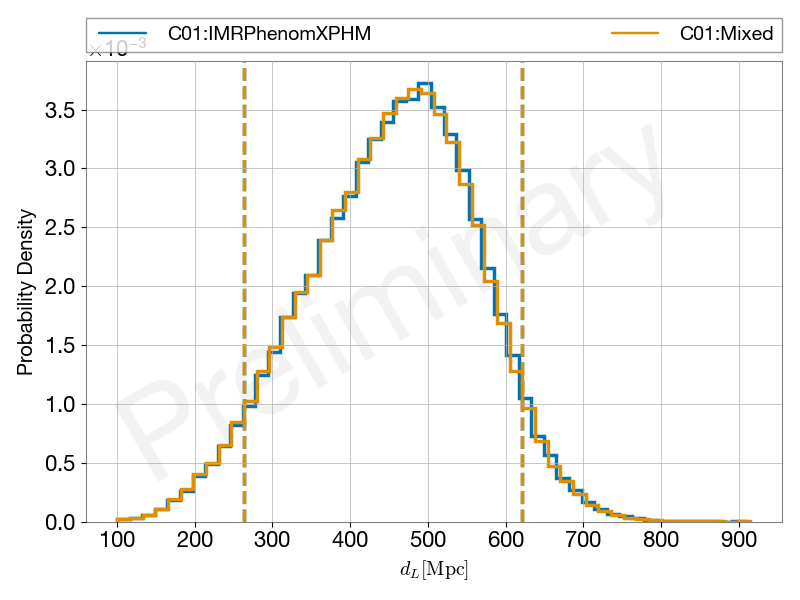 C01:IMRPhenomXPHM C01:Mixed
×10⁻³
3.5
3.0
2.5
2.0
1.5
1.0
0.5
0.0
Probability Density
Preliminary
100 200 300 400 500 600 700 800 900
d_L[Mpc]